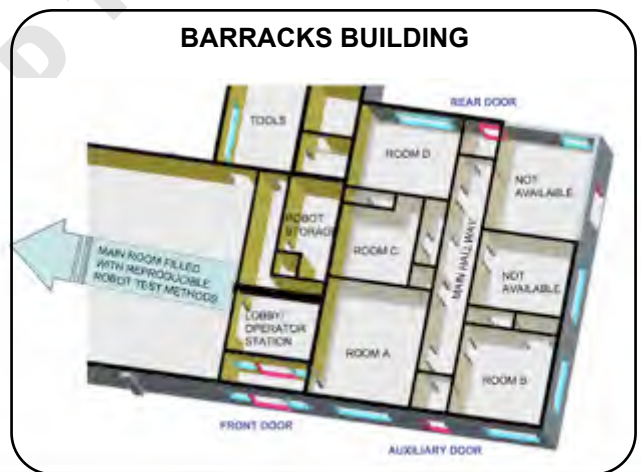 BARRACKS BUILDING
REAR DOOR
TOOLS
ROOM D
NOT
AVAILABLE
ROBOT
STORAGE
ROOM C
MAIN HALLWAY
MAIN ROOM FILLED
WITH REPRODUCIBLE
ROBOT TEST METHODS
NOT
AVAILABLE
LOBBY/
OPERATOR
STATION
ROOM A
ROOM B
FRONT DOOR
AUXILIARY DOOR